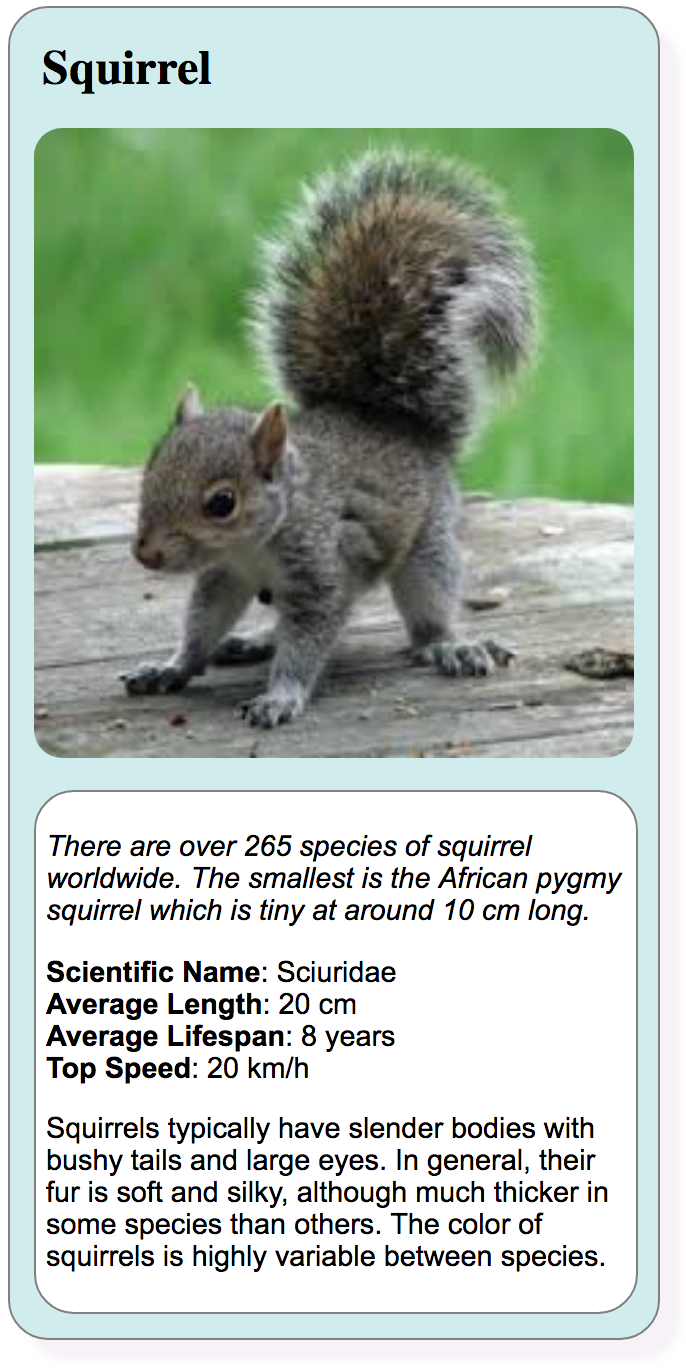 Squirrel
There are over 265 species of squirrel
worldwide. The smallest is the African pygmy
squirrel which is tiny at around 10 cm long.
Scientific Name: Sciuridae
Average Length: 20 cm
Average Lifespan: 8 years
Top Speed: 20 km/h
Squirrels typically have slender bodies with
bushy tails and large eyes. In general, their
fur is soft and silky, although much thicker in
some species than others. The color of
squirrels is highly variable between species.